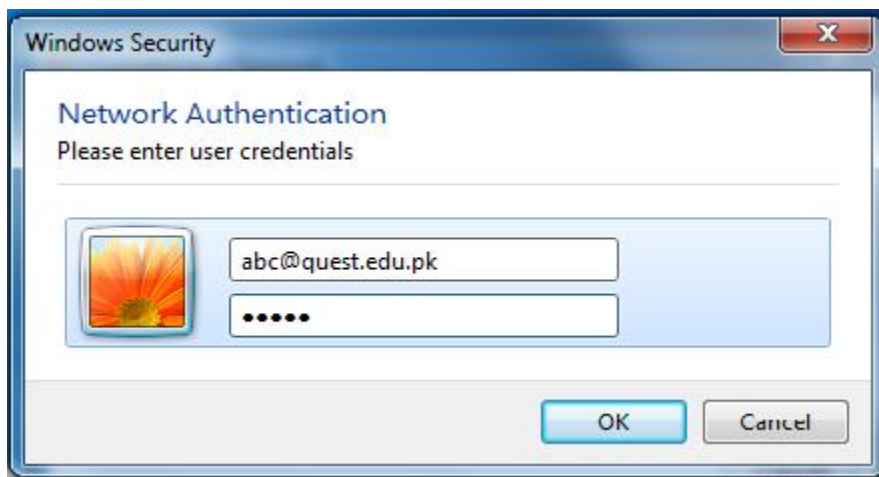 Windows Security
Network Authentication
Please enter user credentials
abc@quest.edu.pk
•••••
OK
Cancel